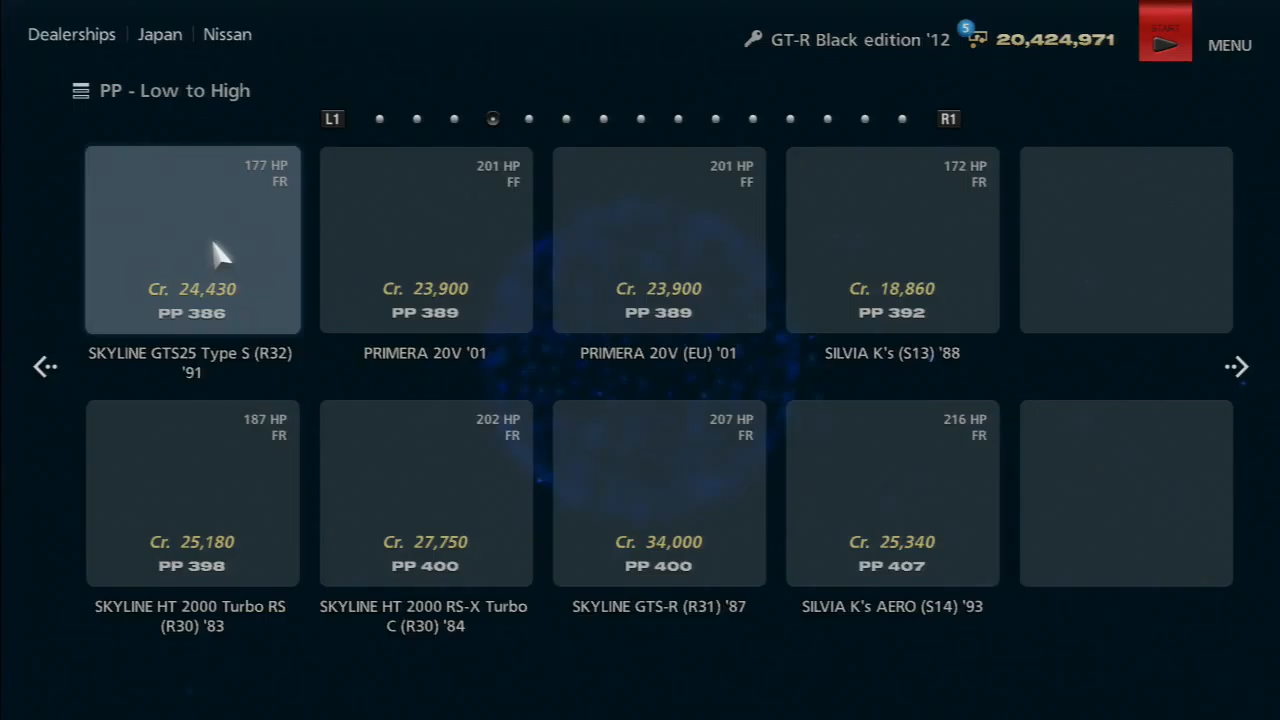 Dealerships Japan Nissan
GT-R Black edition '12
5
20,424,971
START
MENU
PP - Low to High
L1
R1
177 HP
FR
Cr. 24,430
PP 386
SKYLINE GTS25 Type S (R32)
'91
201 HP
FF
Cr. 23,900
PP 389
PRIMERA 20V '01
201 HP
FF
Cr. 23,900
PP 389
PRIMERA 20V (EU) '01
172 HP
FR
Cr. 18,860
PP 392
SILVIA K's (S13) '88
187 HP
FR
Cr. 25,180
PP 398
SKYLINE HT 2000 Turbo RS
(R30) '83
202 HP
FR
Cr. 27,750
PP 400
SKYLINE HT 2000 RS-X Turbo
C (R30) '84
207 HP
FR
Cr. 34,000
PP 400
SKYLINE GTS-R (R31) '87
216 HP
FR
Cr. 25,340
PP 407
SILVIA K's AERO (S14) '93